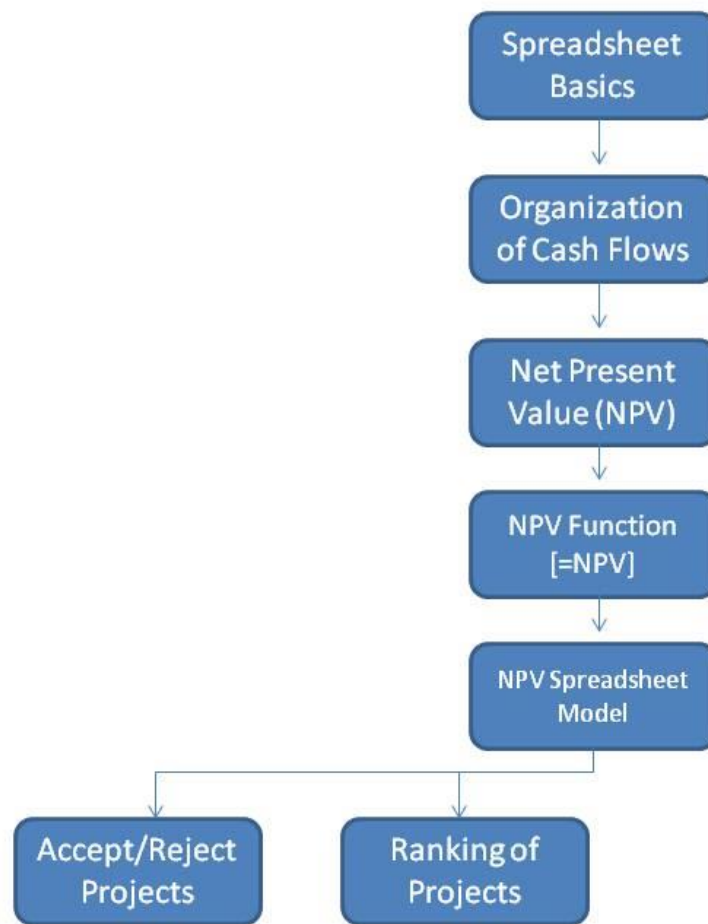 Spreadsheet
Basics
Organization
of Cash Flows
Net Present
Value (NPV)
NPV Function
[=NPV]
NPV Spreadsheet
Model
Accept/Reject
Projects
Ranking of
Projects